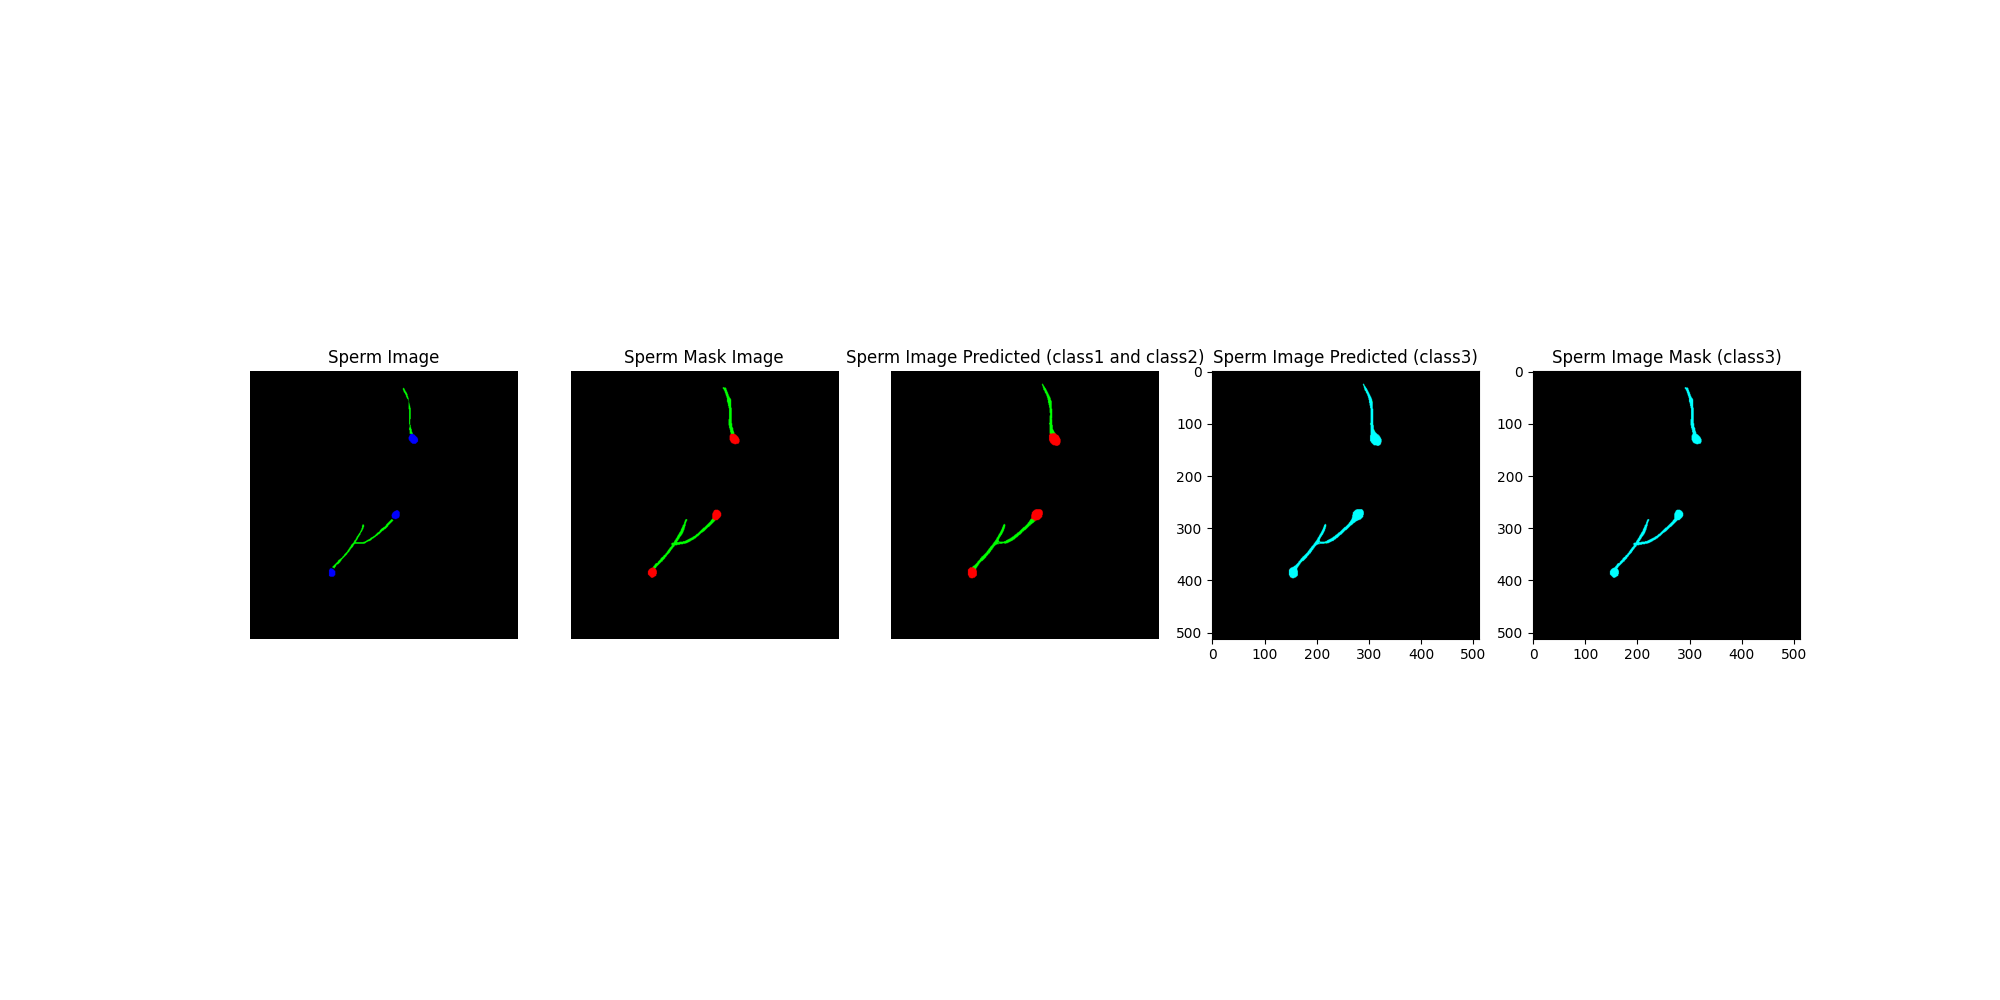 Sperm Image
Sperm Mask Image
Sperm Image Predicted (class1 and class2)
Sperm Image Predicted (class3)
Sperm Image Mask (class3)
0
100
200
300
400
500
0 100 200 300 400 500
0
100
200
300
400
500
0 100 200 300 400 500